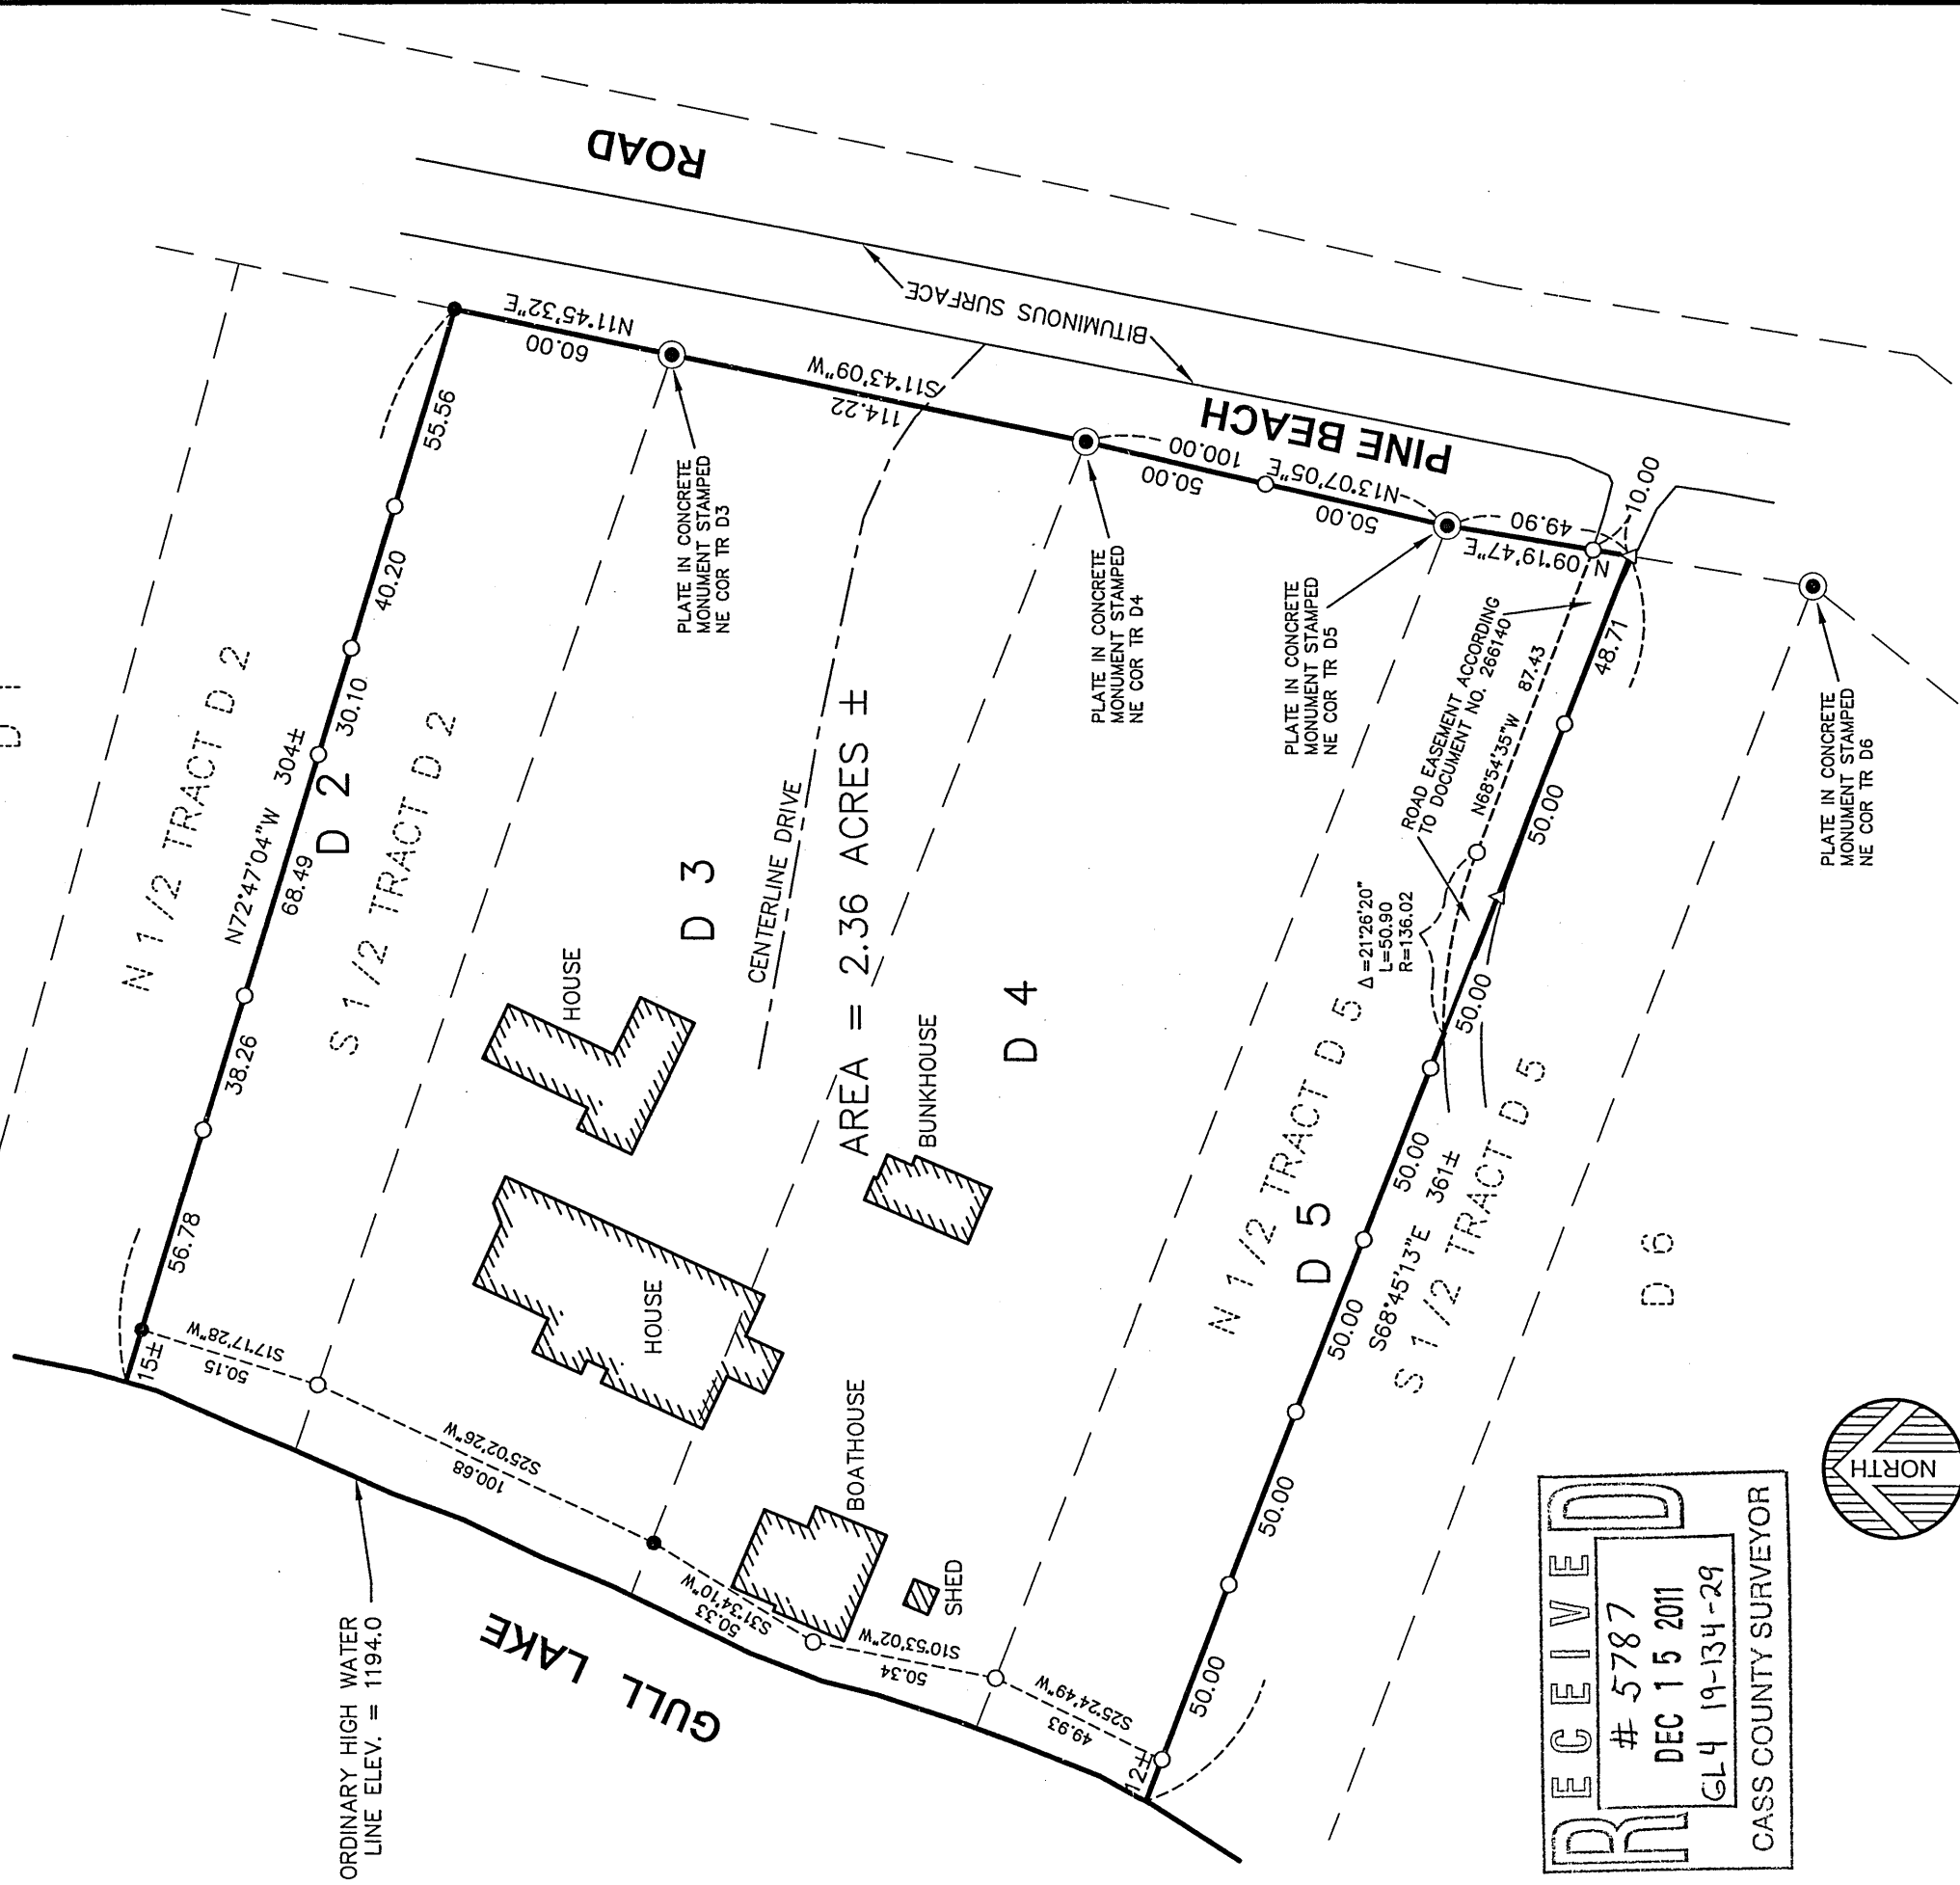 D 1
ROAD
N 1/2 TRACT D 2
N72°47'04"W 304±
D 2
S 1/2 TRACT D 2
15±
56.78
38.26
68.49
30.10
40.20
55.56
N11°45'32"E
60.00
PLATE IN CONCRETE
MONUMENT STAMPED
NE COR TR D3
S11°43'09"W
114.22
BITUMINOUS SURFACE
PINE BEACH
CENTERLINE DRIVE
D 3
HOUSE
HOUSE
AREA = 2.36 ACRES ±
PLATE IN CONCRETE
MONUMENT STAMPED
NE COR TR D4
100.00
N13°07'05"E
50.00
50.00
BUNKHOUSE
D 4
S17°17'28"W
50.15
S25°02'26"W
100.68
S31°34'10"W
50.33
S10°53'02"W
50.34
S25°24'49"W
49.93
BOATHOUSE
SHED
ORDINARY HIGH WATER
LINE ELEV. = 1194.0
GULL LAKE
PLATE IN CONCRETE
MONUMENT STAMPED
NE COR TR D5
49.90
N 09°19'47"E
10.00
ROAD EASEMENT ACCORDING
TO DOCUMENT NO. 266140
N68°54'35"W 87.43
Δ=21°26'20"
L=50.90
R=136.02
N 1/2 TRACT D 5
D 5
12±
50.00
50.00
50.00
50.00
50.00
50.00
48.71
S68°45'13"E 361±
S 1/2 TRACT D 5
D 6
PLATE IN CONCRETE
MONUMENT STAMPED
NE COR TR D6
RECEIVED
# 5787
DEC 15 2011
GL4 19-134-29
CASS COUNTY SURVEYOR
NORTH